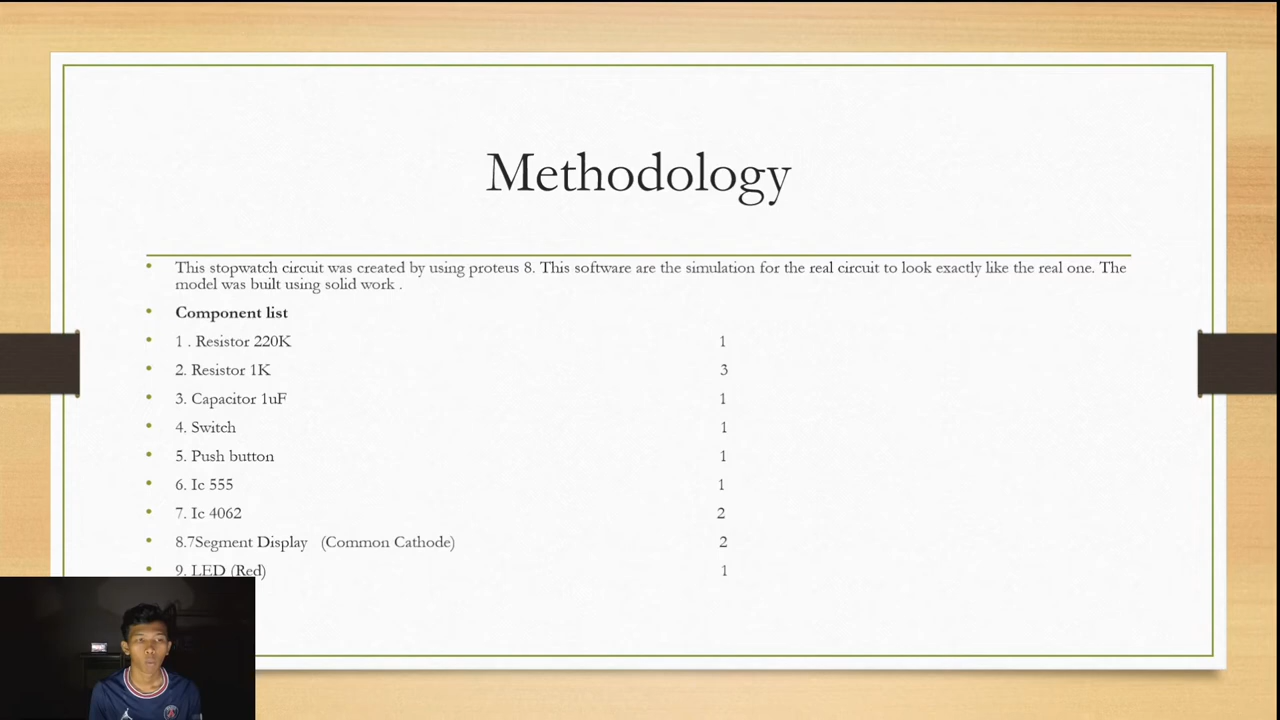 Methodology
This stopwatch circuit was created by using proteus 8. This software are the simulation for the real circuit to look exactly like the real one. The
model was built using solid work .
Component list
1 . Resistor 220K 1
2. Resistor 1K 3
3. Capacitor 1uF 1
4. Switch 1
5. Push button 1
6. Ic 555 1
7. Ic 4062 2
8.7Segment Display (Common Cathode) 2
9. LED (Red) 1